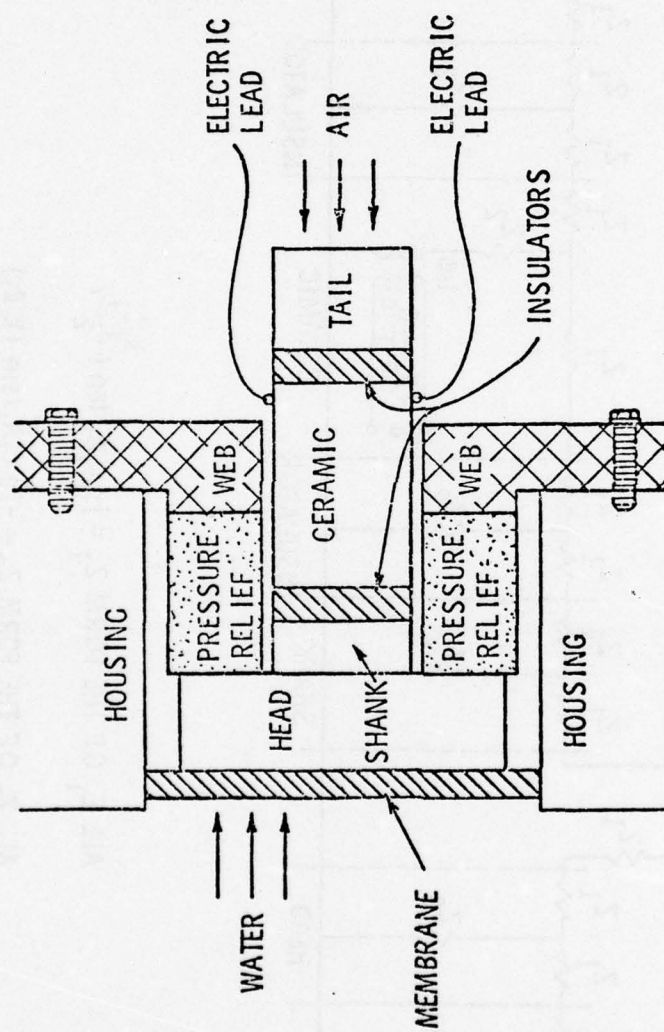 HOUSING
PRESSURE
RELIEF
WEB
ELECTRIC
LEAD
WATER
HEAD
CERAMIC
TAIL
AIR
SHANK
MEMBRANE
PRESSURE
RELIEF
WEB
ELECTRIC
LEAD
INSULATORS
HOUSING